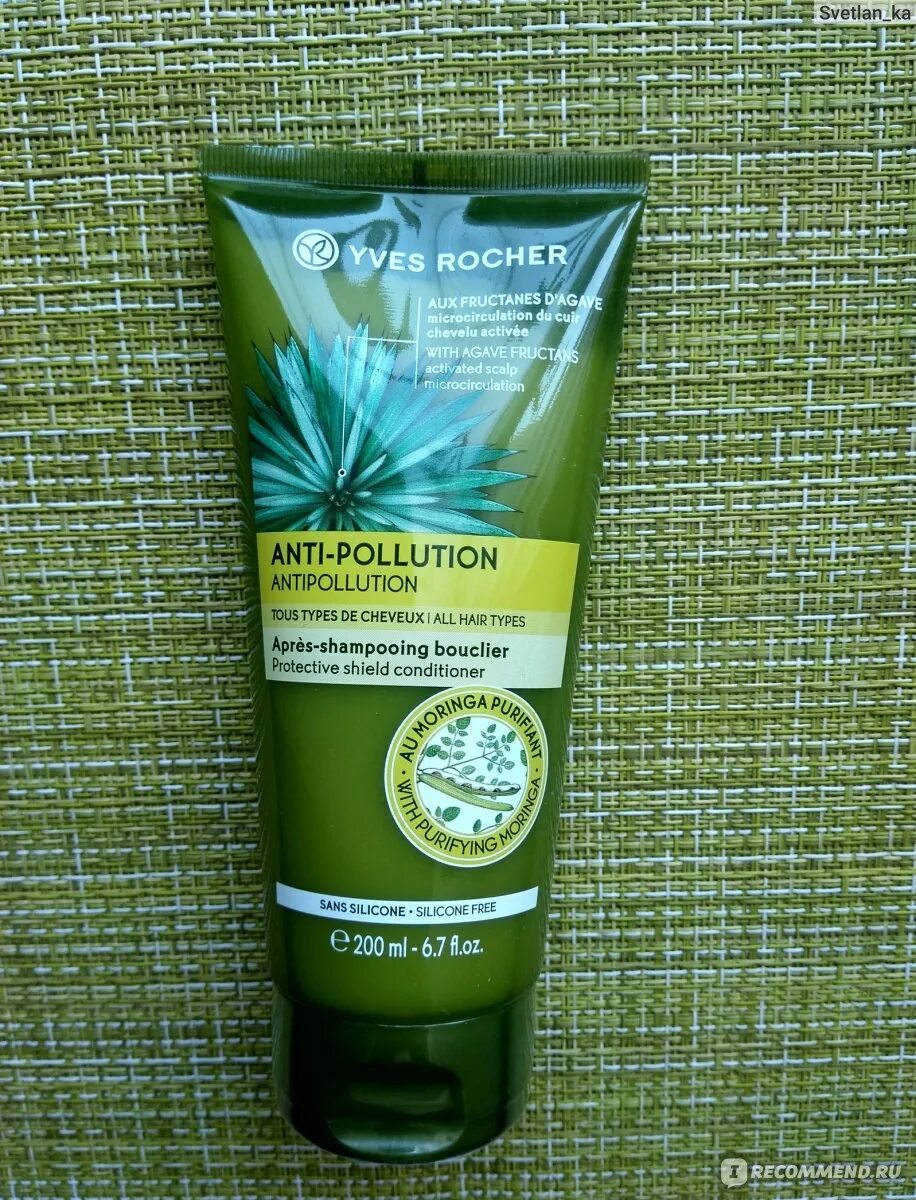 Svetlan_ka
YVES ROCHER
AUX FRUCTANES D'AGAVE
microcirculation du cuir
chevelu activée
WITH AGAVE FRUCTANS
activated scalp
microcirculation
ANTI-POLLUTION
ANTIPOLLUTION
TOUS TYPES DE CHEVEUX | ALL HAIR TYPES
Après-shampooing bouclier
Protective shield conditioner
• AU MORINGA PURIFIANT •
WITH PURIFYING MORINGA
SANS SILICONE • SILICONE FREE
℮ 200 ml - 6.7 fl.oz.
IRECOMMEND.RU